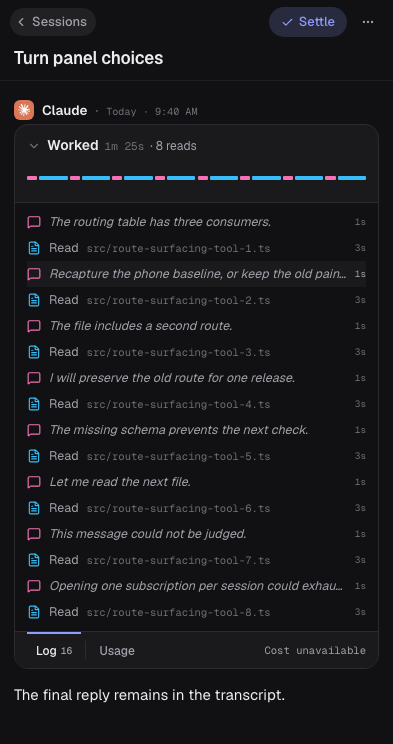 Sessions
Settle
Turn panel choices
Claude · Today · 9:40 AM
Worked 1m 25s · 8 reads
The routing table has three consumers. 1s
Read src/route-surfacing-tool-1.ts 3s
Recapture the phone baseline, or keep the old pain... 1s
Read src/route-surfacing-tool-2.ts 3s
The file includes a second route. 1s
Read src/route-surfacing-tool-3.ts 3s
I will preserve the old route for one release. 1s
Read src/route-surfacing-tool-4.ts 3s
The missing schema prevents the next check. 1s
Read src/route-surfacing-tool-5.ts 3s
Let me read the next file. 1s
Read src/route-surfacing-tool-6.ts 3s
This message could not be judged. 1s
Read src/route-surfacing-tool-7.ts 3s
Opening one subscription per session could exhau... 1s
Read src/route-surfacing-tool-8.ts 3s
Log 16 Usage Cost unavailable
The final reply remains in the transcript.